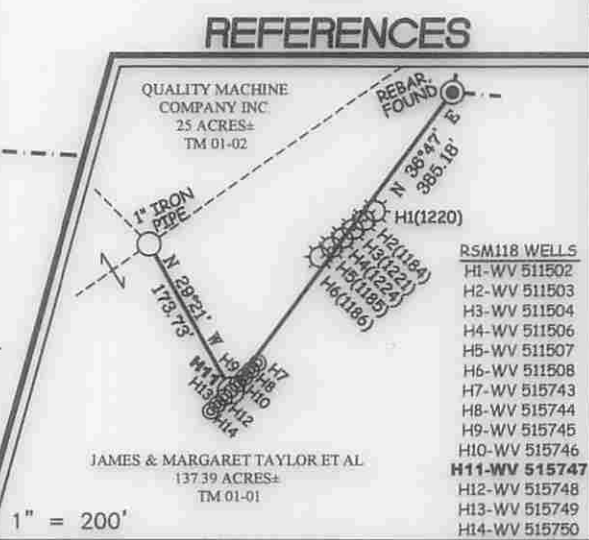 REFERENCES
QUALITY MACHINE
COMPANY INC
25 ACRES±
TM 01-02
REBAR
FOUND
N 36°47' E
385.18'
1" IRON
PIPE
N 29°21' W
173.73'
H1(1220)
H2(1184)
H3(1221)
H4(1224)
H5(1185)
H6(1186)
H7
H8
H9
H10
H11
H12
H13
H14
JAMES & MARGARET TAYLOR ET AL
137.39 ACRES±
TM 01-01
1" = 200'
RSM118 WELLS
H1-WV 511502
H2-WV 511503
H3-WV 511504
H4-WV 511506
H5-WV 511507
H6-WV 511508
H7-WV 515743
H8-WV 515744
H9-WV 515745
H10-WV 515746
H11-WV 515747
H12-WV 515748
H13-WV 515749
H14-WV 515750